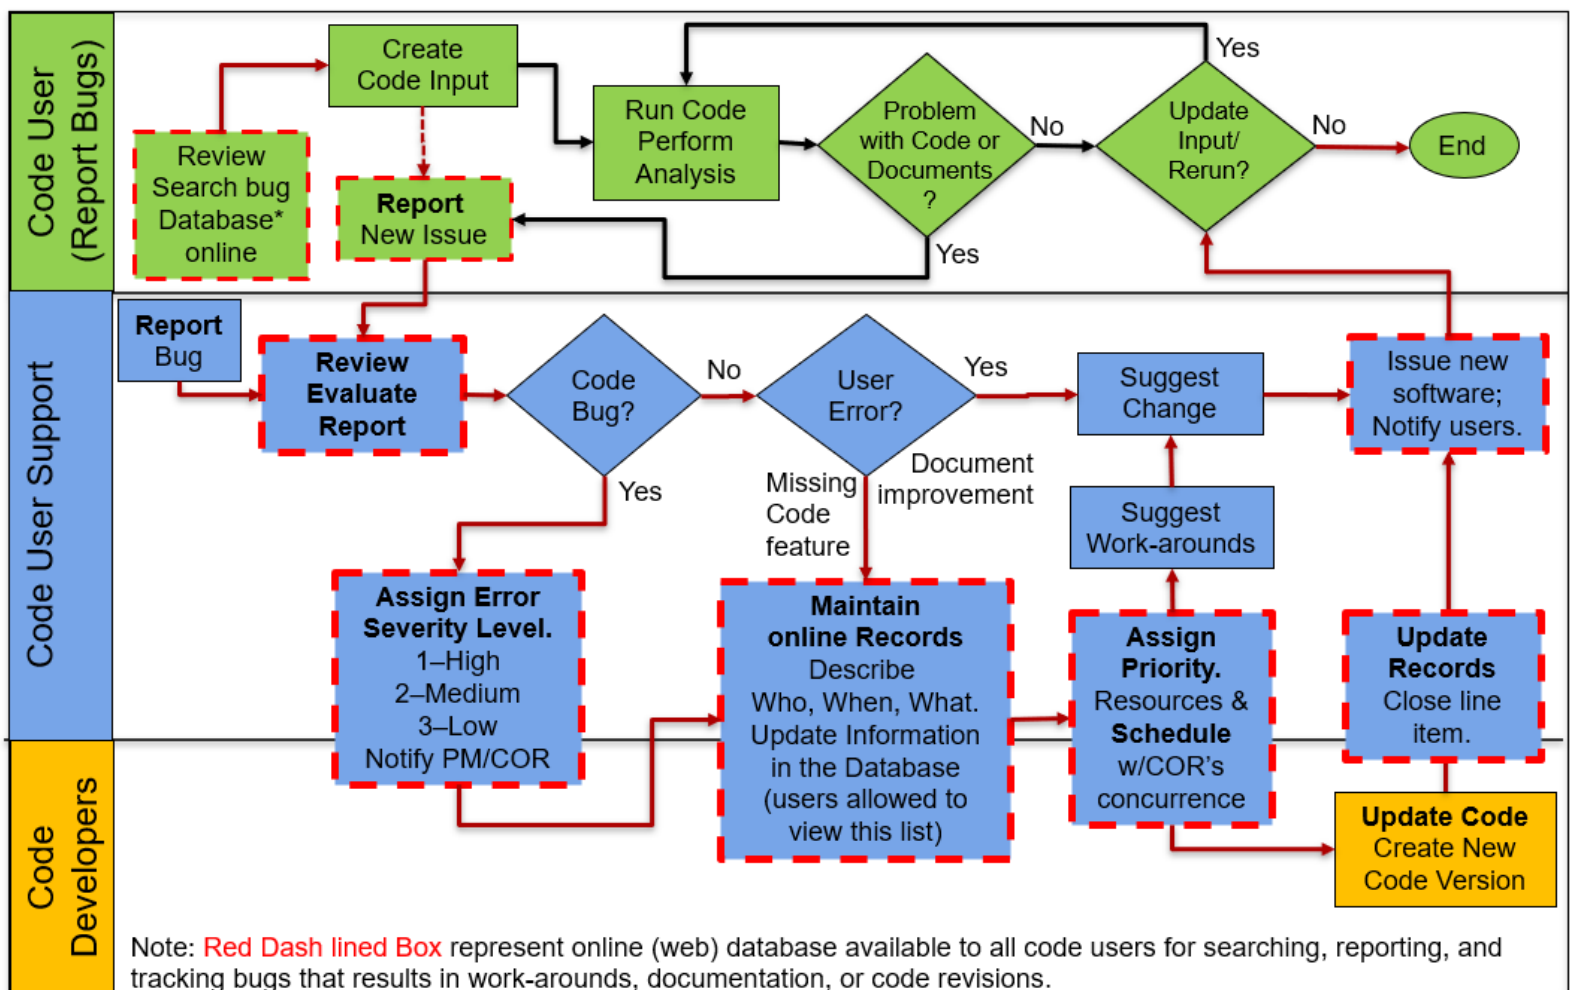 Code User
(Report Bugs)
Create
Code Input
Review
Search bug
Database*
online
Report
New Issue
Run Code
Perform
Analysis
Problem
with Code or
Documents
?
No
Yes
Update
Input/
Rerun?
Yes
No
End
Code User Support
Report
Bug
Review
Evaluate
Report
Code
Bug?
No
Yes
User
Error?
Yes
Missing
Code
feature
Document
improvement
Suggest
Change
Issue new
software;
Notify users.
Suggest
Work-arounds
Assign Error
Severity Level.
1–High
2–Medium
3–Low
Notify PM/COR
Maintain
online Records
Describe
Who, When, What.
Update Information
in the Database
(users allowed to
view this list)
Assign
Priority.
Resources &
Schedule
w/COR's
concurrence
Update
Records
Close line
item.
Code
Developers
Update Code
Create New
Code Version
Note: Red Dash lined Box represent online (web) database available to all code users for searching, reporting, and
tracking bugs that results in work-arounds, documentation, or code revisions.